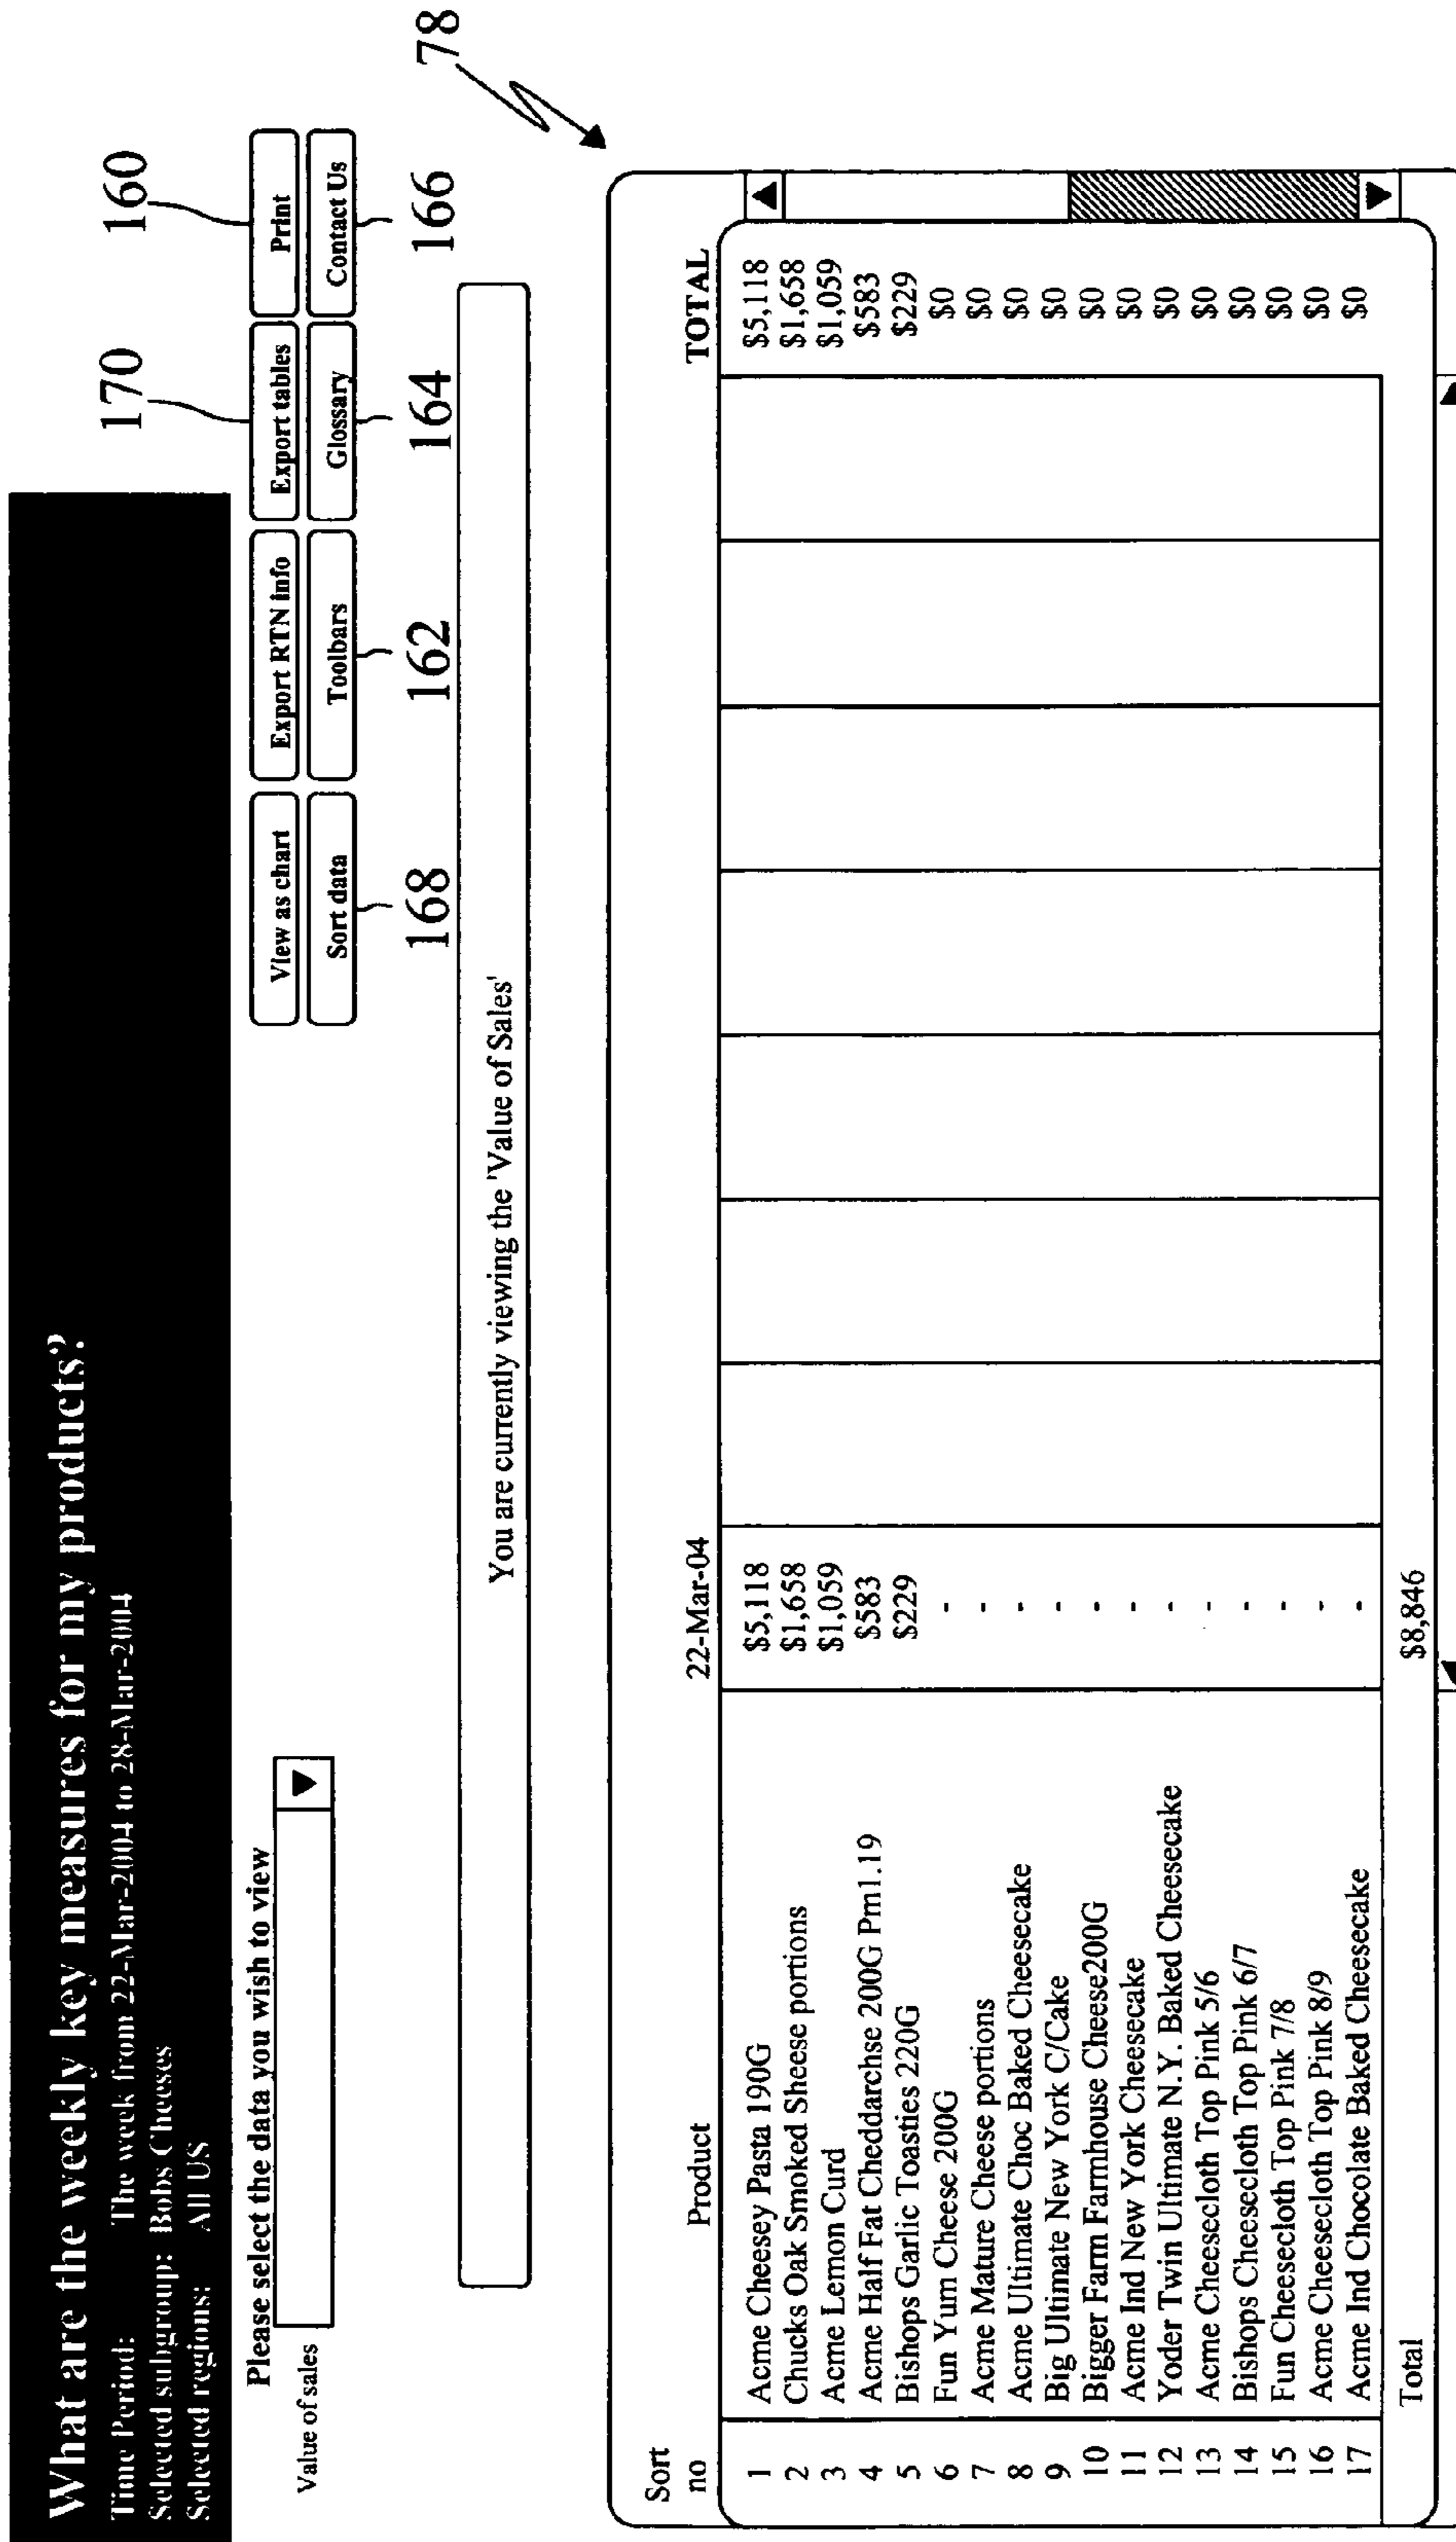 What are the weekly key measures for my products?
Time Period: The week from 22-Mar-2004 to 28-Mar-2004
Selected subgroup: Bobs Cheeses
Selected regions: All US
160
170
Please select the data you wish to view
Value of sales
View as chart Export RTN info Export tables Print
Sort data Toolbars Glossary Contact Us
168 162 164 166
You are currently viewing the 'Value of Sales'
78
Sort no Product 22-Mar-04 TOTAL
1 Acme Cheesey Pasta 190G $5,118 $5,118
2 Chucks Oak Smoked Sheese portions $1,658 $1,658
3 Acme Lemon Curd $1,059 $1,059
4 Acme Half Fat Cheddarchse 200G Pm1.19 $583 $583
5 Bishops Garlic Toasties 220G $229 $229
6 Fun Yum Cheese 200G - $0
7 Acme Mature Cheese portions - $0
8 Acme Ultimate Choc Baked Cheesecake - $0
9 Big Ultimate New York C/Cake - $0
10 Bigger Farm Farmhouse Cheese200G - $0
11 Acme Ind New York Cheesecake - $0
12 Yoder Twin Ultimate N.Y. Baked Cheesecake - $0
13 Acme Cheesecloth Top Pink 5/6 - $0
14 Bishops Cheesecloth Top Pink 6/7 - $0
15 Fun Cheesecloth Top Pink 7/8 - $0
16 Acme Cheesecloth Top Pink 8/9 - $0
17 Acme Ind Chocolate Baked Cheesecake - $0
Total $8,846